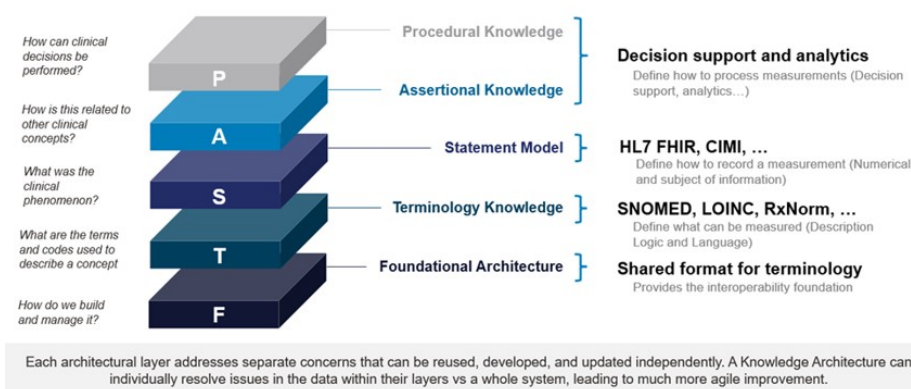 How can clinical
decisions be
performed?
P
Procedural Knowledge
Decision support and analytics
Define how to process measurements (Decision
support, analytics…)
How is this related to
other clinical
concepts?
A
Assertional Knowledge
What was the
clinical
phenomenon?
S
Statement Model
HL7 FHIR, CIMI, …
Define how to record a measurement (Numerical
and subject of information)
What are the terms
and codes used to
describe a concept
T
Terminology Knowledge
SNOMED, LOINC, RxNorm, …
Define what can be measured (Description
Logic and Language)
How do we build
and manage it?
F
Foundational Architecture
Shared format for terminology
Provides the interoperability foundation
Each architectural layer addresses separate concerns that can be reused, developed, and updated independently. A Knowledge Architecture can
individually resolve issues in the data within their layers vs a whole system, leading to much more agile improvement.